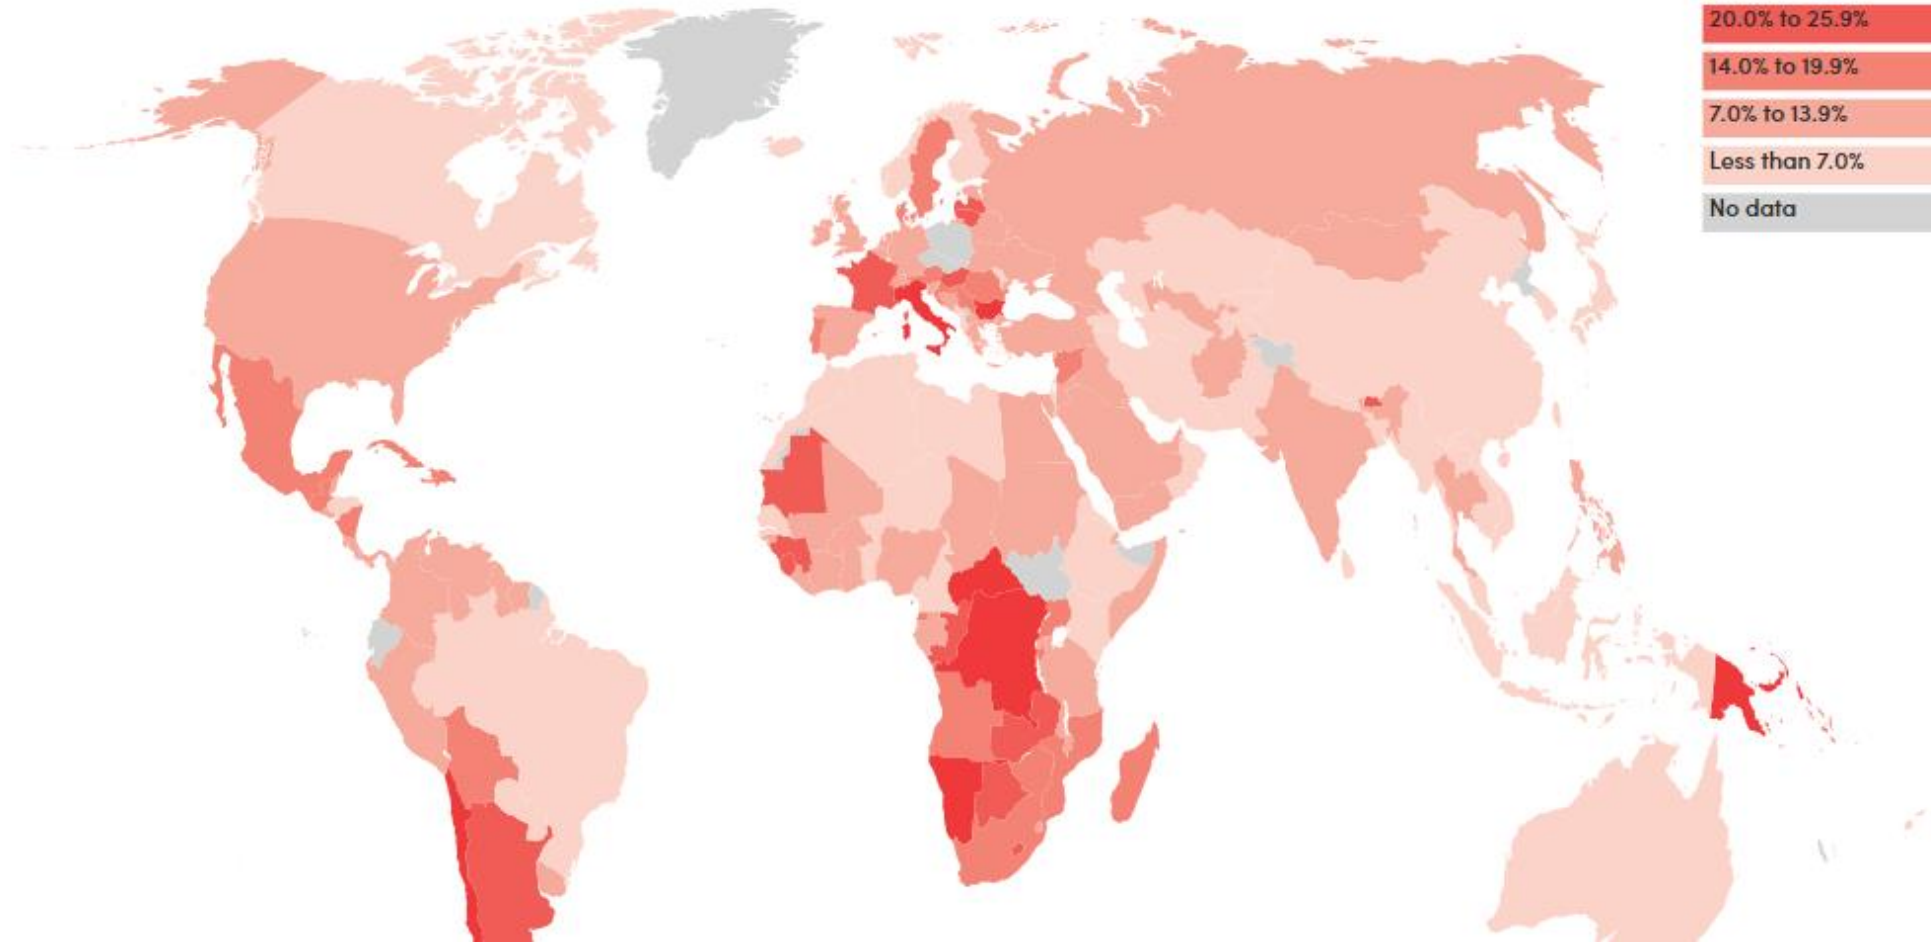 20.0% to 25.9%
14.0% to 19.9%
7.0% to 13.9%
Less than 7.0%
No data